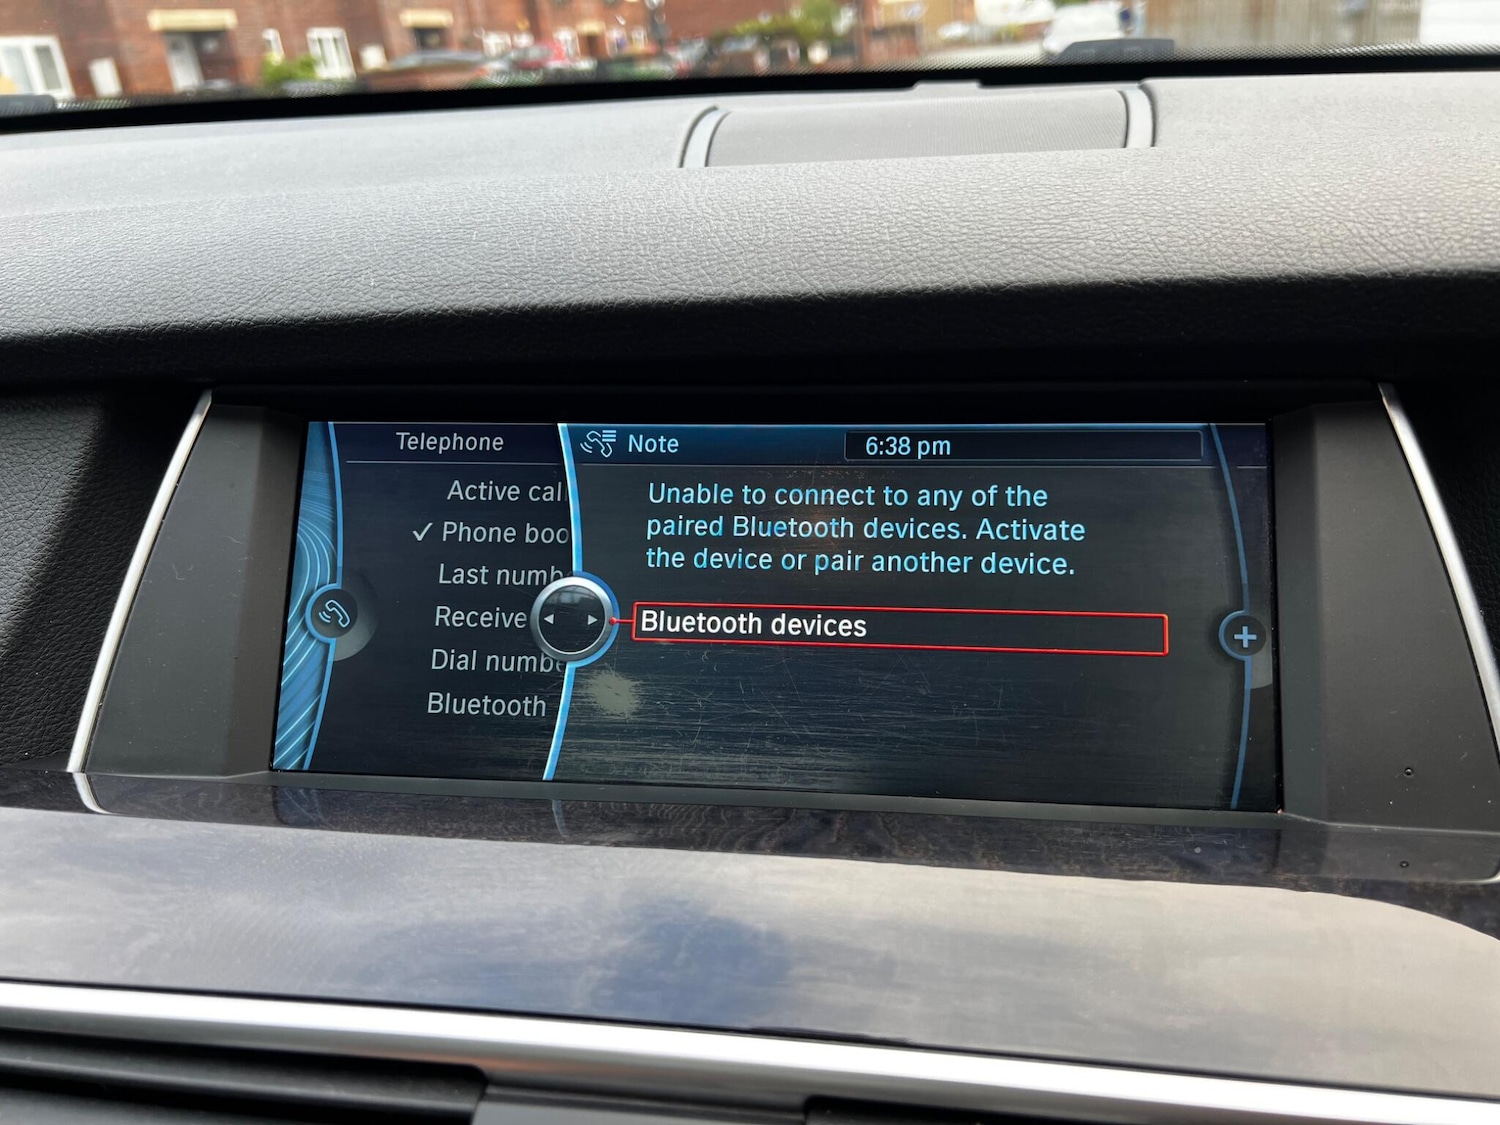 Telephone
Active cal
✓ Phone boo
Last numb
Receive
Dial numbe
Bluetooth
Note
6:38 pm
Unable to connect to any of the
paired Bluetooth devices. Activate
the device or pair another device.
Bluetooth devices